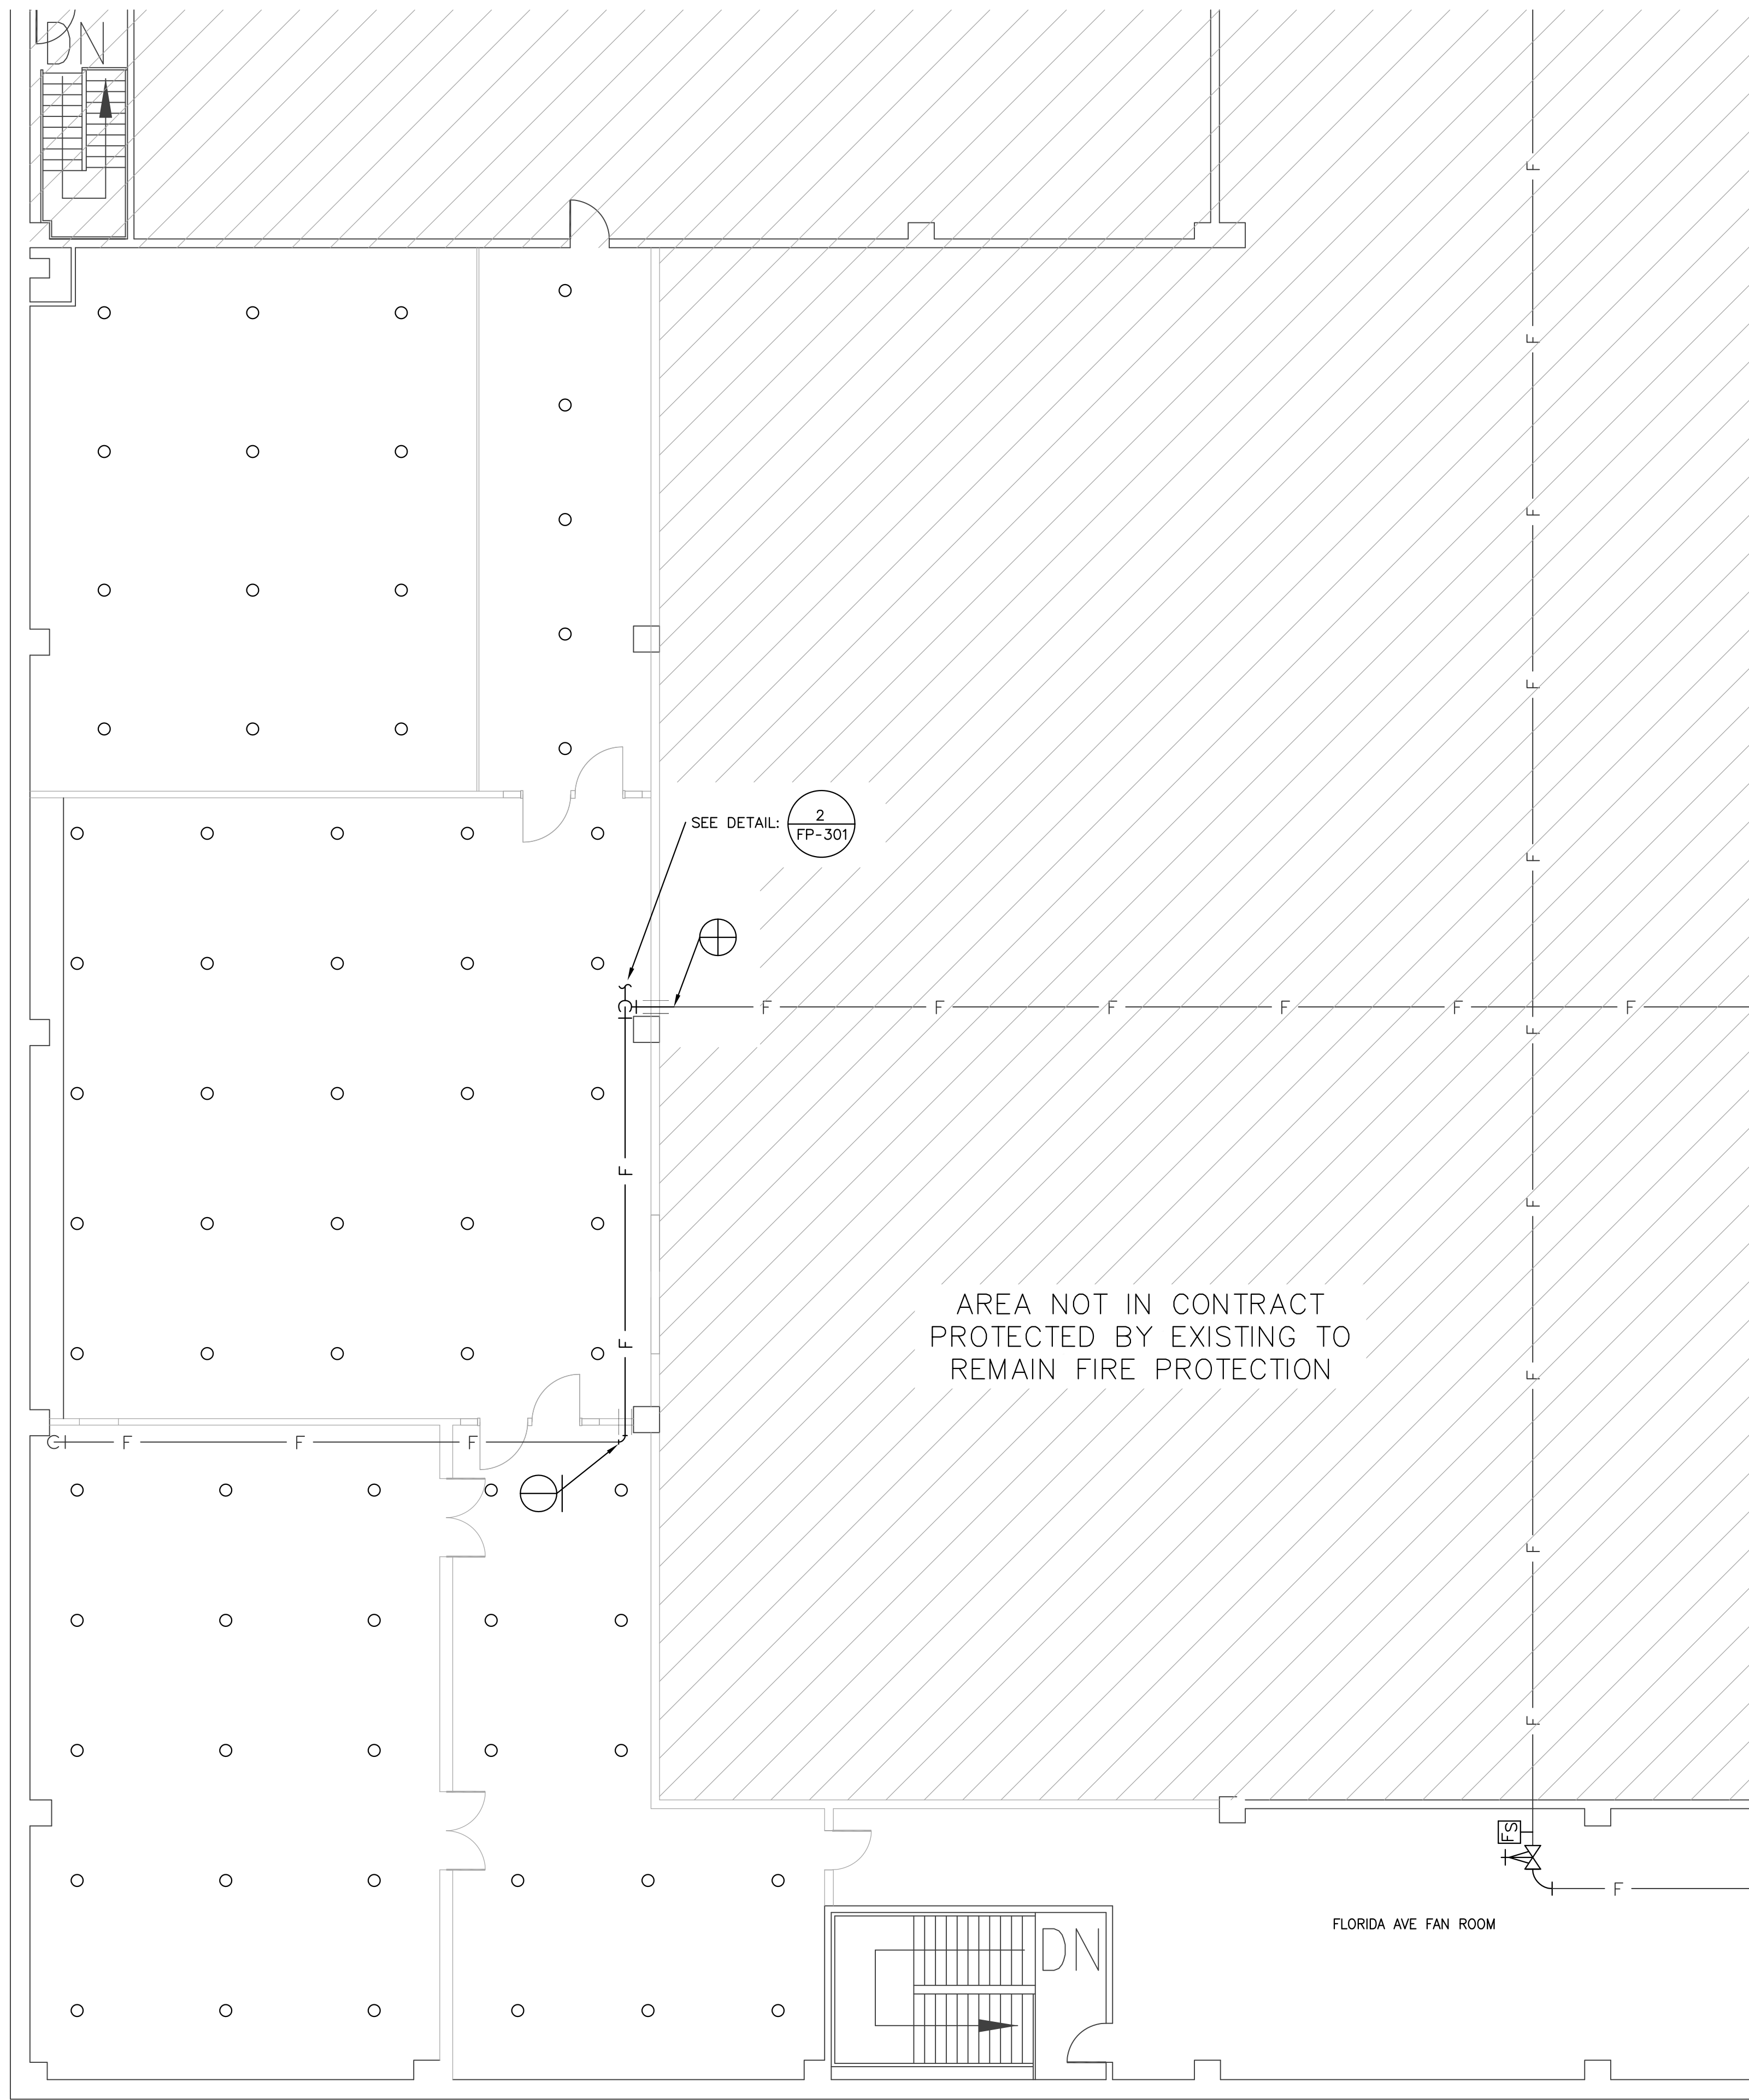 DN
F
F
F
F
SEE DETAIL: 2
FP-301
F
F F F F F F
F
F
F
F
AREA NOT IN CONTRACT
PROTECTED BY EXISTING TO
REMAIN FIRE PROTECTION
F
F
F F F
F
F
FS
F
FLORIDA AVE FAN ROOM
DN